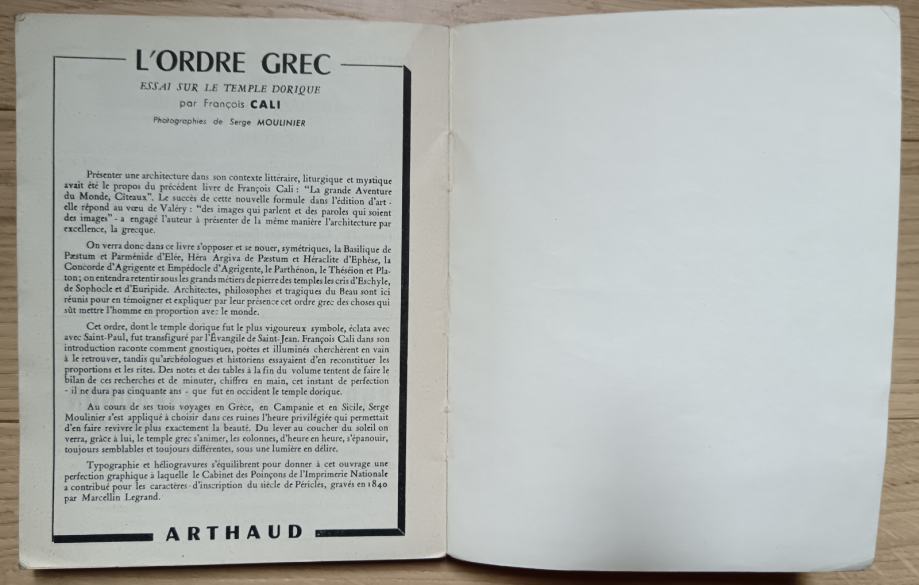 L'ORDRE GREC
ESSAI SUR LE TEMPLE DORIQUE
par François CALI
Photographies de Serge MOULINIER
Présenter une architecture dans son contexte littéraire, liturgique et mystique
avait été le propos du précédent livre de François Cali : "La grande Aventure
du Monde, Cîteaux". Le succès de cette nouvelle formule dans l'édition d'art -
elle répond au vœu de Valéry : "des images qui parlent et des paroles qui soient
des images" - a engagé l'auteur à présenter de la même manière l'architecture par
excellence, la grecque.
On verra donc dans ce livre s'opposer et se nouer, symétriques, la Basilique de
Pæstum et Parménide d'Elée, Héra Argiva de Pæstum et Héraclite d'Ephèse, la
Concorde d'Agrigente et Empédocle d'Agrigente, le Parthénon, le Théséion et Pla-
ton ; on entendra retentir sous les grands métiers de pierre des temples les cris d'Eschyle,
de Sophocle et d'Euripide. Architectes, philosophes et tragiques du Beau sont ici
réunis pour en témoigner et expliquer par leur présence cet ordre grec des choses qui
sût mettre l'homme en proportion avec le monde.
Cet ordre, dont le temple dorique fut le plus vigoureux symbole, éclata avec
avec Saint-Paul, fut transfiguré par l'Évangile de Saint-Jean. François Cali dans son
introduction raconte comment gnostiques, poètes et illuminés cherchèrent en vain
à le retrouver, tandis qu'archéologues et historiens essayaient d'en reconstituer les
proportions et les rites. Des notes et des tables à la fin du volume tentent de faire le
bilan de ces recherches et de minuter, chiffres en main, cet instant de perfection
- il ne dura pas cinquante ans - que fut en occident le temple dorique.
Au cours de ses trois voyages en Grèce, en Campanie et en Sicile, Serge
Moulinier s'est appliqué à choisir dans ces ruines l'heure privilégiée qui permettait
d'en faire revivre le plus exactement la beauté. Du lever au coucher du soleil on
verra, grâce à lui, le temple grec s'animer, les colonnes, d'heure en heure, s'épanouir,
toujours semblables et toujours différentes, sous une lumière en délire.
Typographie et héliogravures s'équilibrent pour donner à cet ouvrage une
perfection graphique à laquelle le Cabinet des Poinçons de l'Imprimerie Nationale
a contribué pour les caractères d'inscription du siècle de Périclès, gravés en 1840
par Marcellin Legrand.
ARTHAUD